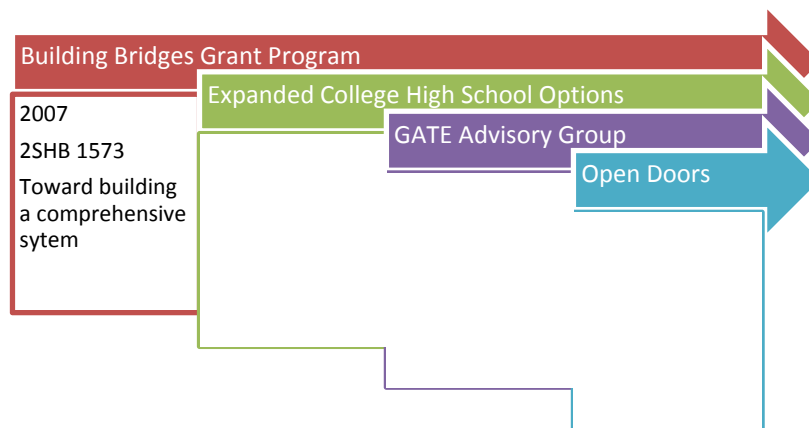 Building Bridges Grant Program
Expanded College High School Options
GATE Advisory Group
Open Doors
2007
2SHB 1573
Toward building
a comprehensive
sytem